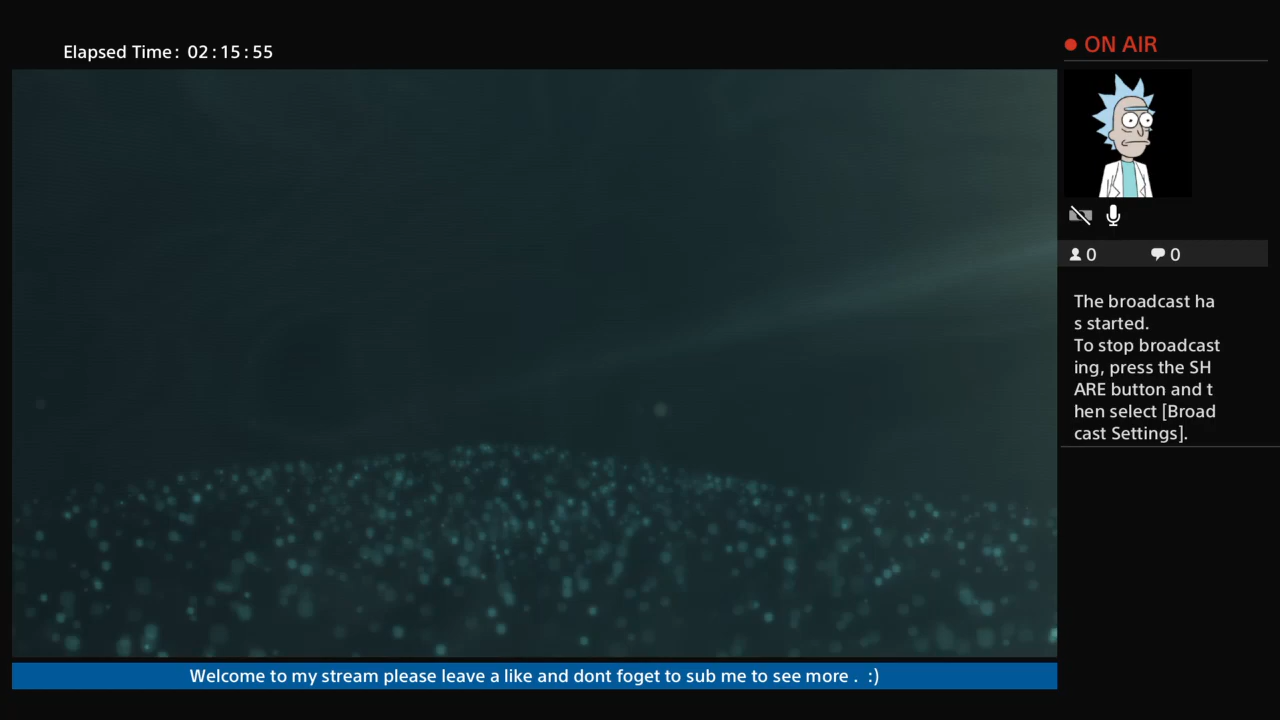 Elapsed Time: 02:15:55
ON AIR
0 0
The broadcast ha
s started.
To stop broadcast
ing, press the SH
ARE button and t
hen select [Broad
cast Settings].
Welcome to my stream please leave a like and dont foget to sub me to see more . :)